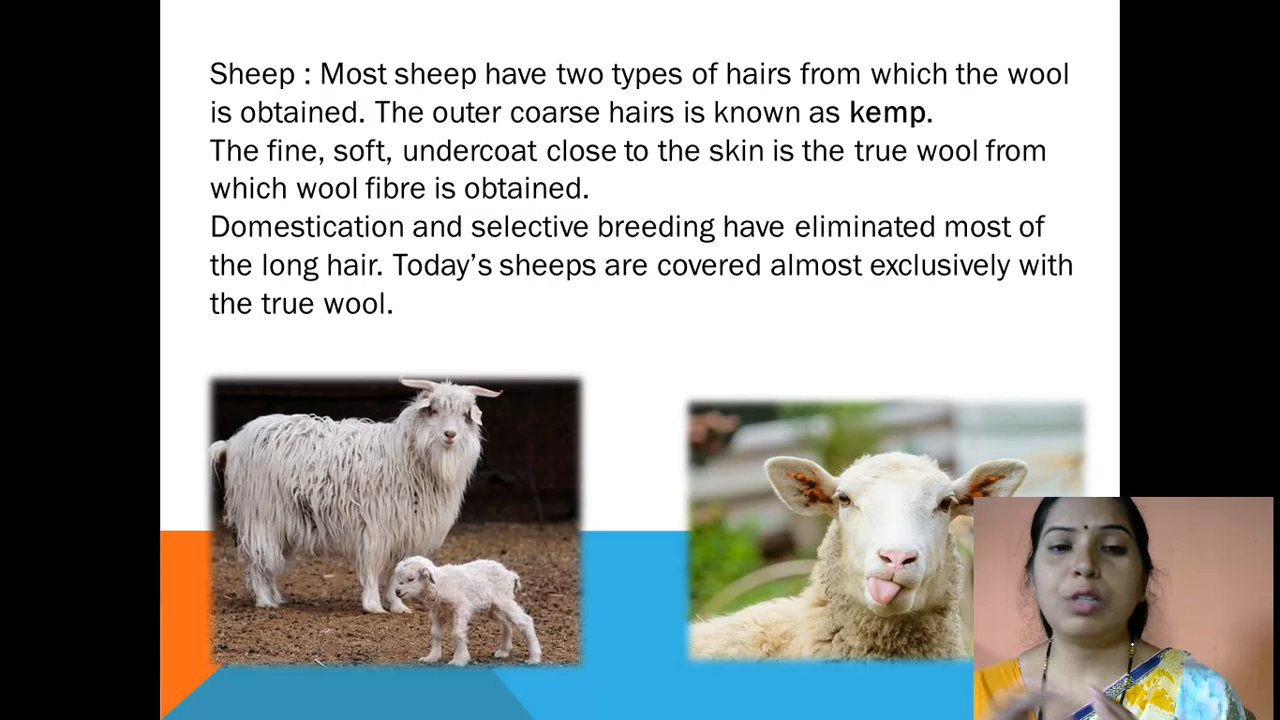 Sheep : Most sheep have two types of hairs from which the wool
is obtained. The outer coarse hairs is known as kemp.
The fine, soft, undercoat close to the skin is the true wool from
which wool fibre is obtained.
Domestication and selective breeding have eliminated most of
the long hair. Today’s sheeps are covered almost exclusively with
the true wool.